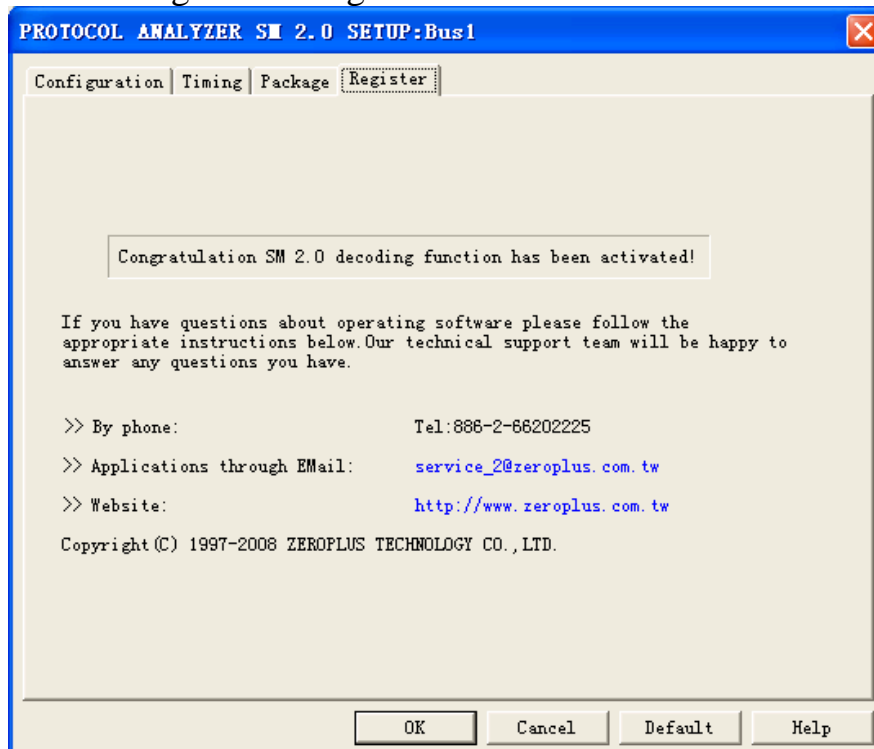 PROTOCOL ANALYZER SM 2.0 SETUP:Bus1
Configuration Timing Package Register
Congratulation SM 2.0 decoding function has been activated!
If you have questions about operating software please follow the
appropriate instructions below.Our technical support team will be happy to
answer any questions you have.
>> By phone: Tel:886-2-66202225
>> Applications through EMail: service_2@zeroplus.com.tw
>> Website: http://www.zeroplus.com.tw
Copyright(C) 1997-2008 ZEROPLUS TECHNOLOGY CO.,LTD.
OK Cancel Default Help